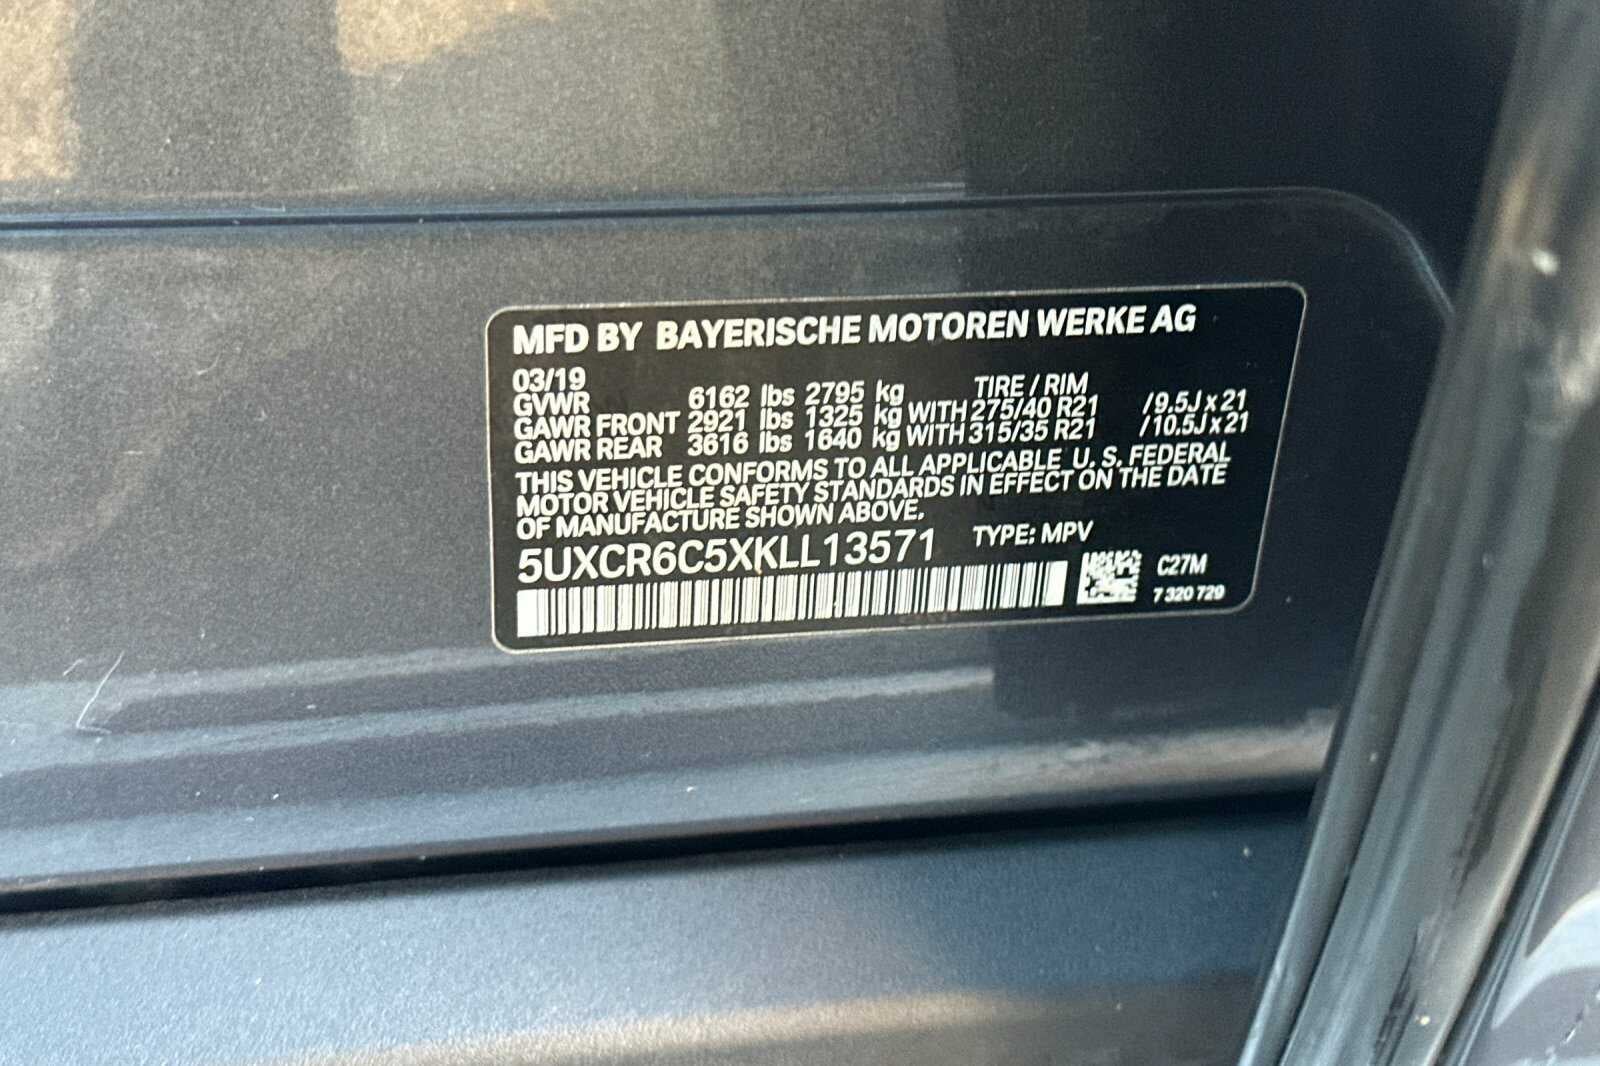 MFD BY BAYERISCHE MOTOREN WERKE AG
03/19 TIRE / RIM
GVWR 6162 lbs 2795 kg
GAWR FRONT 2921 lbs 1325 kg WITH 275/40 R21 / 9.5J x 21
GAWR REAR 3616 lbs 1640 kg WITH 315/35 R21 / 10.5J x 21
THIS VEHICLE CONFORMS TO ALL APPLICABLE U. S. FEDERAL
MOTOR VEHICLE SAFETY STANDARDS IN EFFECT ON THE DATE
OF MANUFACTURE SHOWN ABOVE.
5UXCR6C5XKLL13571 TYPE: MPV
C27M
7 320 729